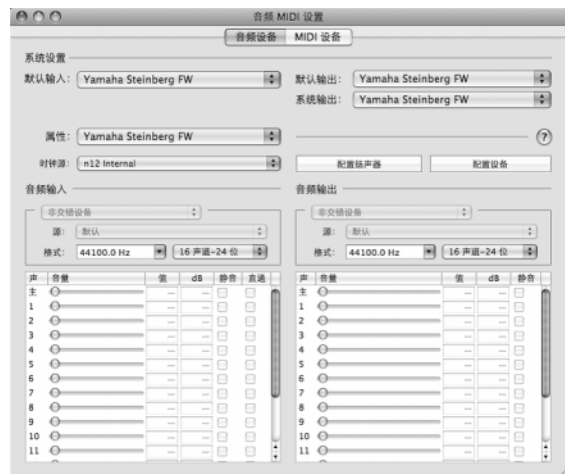 音频 MIDI 设置
音频设备 MIDI 设备
系统设置
默认输入: Yamaha Steinberg FW
默认输出: Yamaha Steinberg FW
系统输出: Yamaha Steinberg FW
属性: Yamaha Steinberg FW
?
时钟源: n12 Internal
配置扬声器
配置设备
音频输入
非交错设备
源: 默认
格式: 44100.0 Hz 16 声道-24 位
声 音量 值 dB 静音 直通
主 -- --
1 -- --
2 -- --
3 -- --
4 -- --
5 -- --
6 -- --
7 -- --
8 -- --
9 -- --
10 -- --
11 -- --
音频输出
非交错设备
源: 默认
格式: 44100.0 Hz 16 声道-24 位
声 音量 值 dB 静音
主 -- --
1 -- --
2 -- --
3 -- --
4 -- --
5 -- --
6 -- --
7 -- --
8 -- --
9 -- --
10 -- --
11 -- --